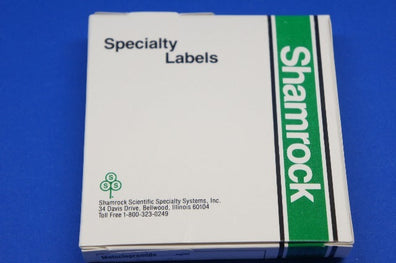 Specialty
Labels
Shamrock
S
S S
Shamrock Scientific Specialty Systems, Inc.
34 Davis Drive, Bellwood, Illinois 60104
Toll Free 1-800-323-0249